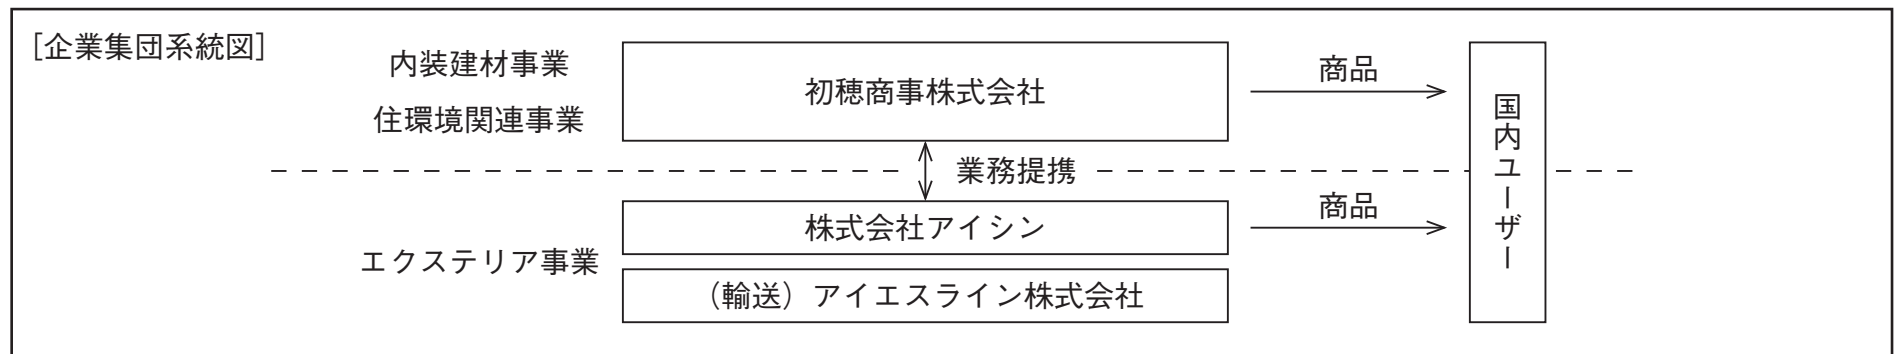 ［企業集団系統図］
内装建材事業
住環境関連事業
初穂商事株式会社
商品
国内ユーザー
業務提携
エクステリア事業
株式会社アイシン
商品
（輸送）アイエスライン株式会社